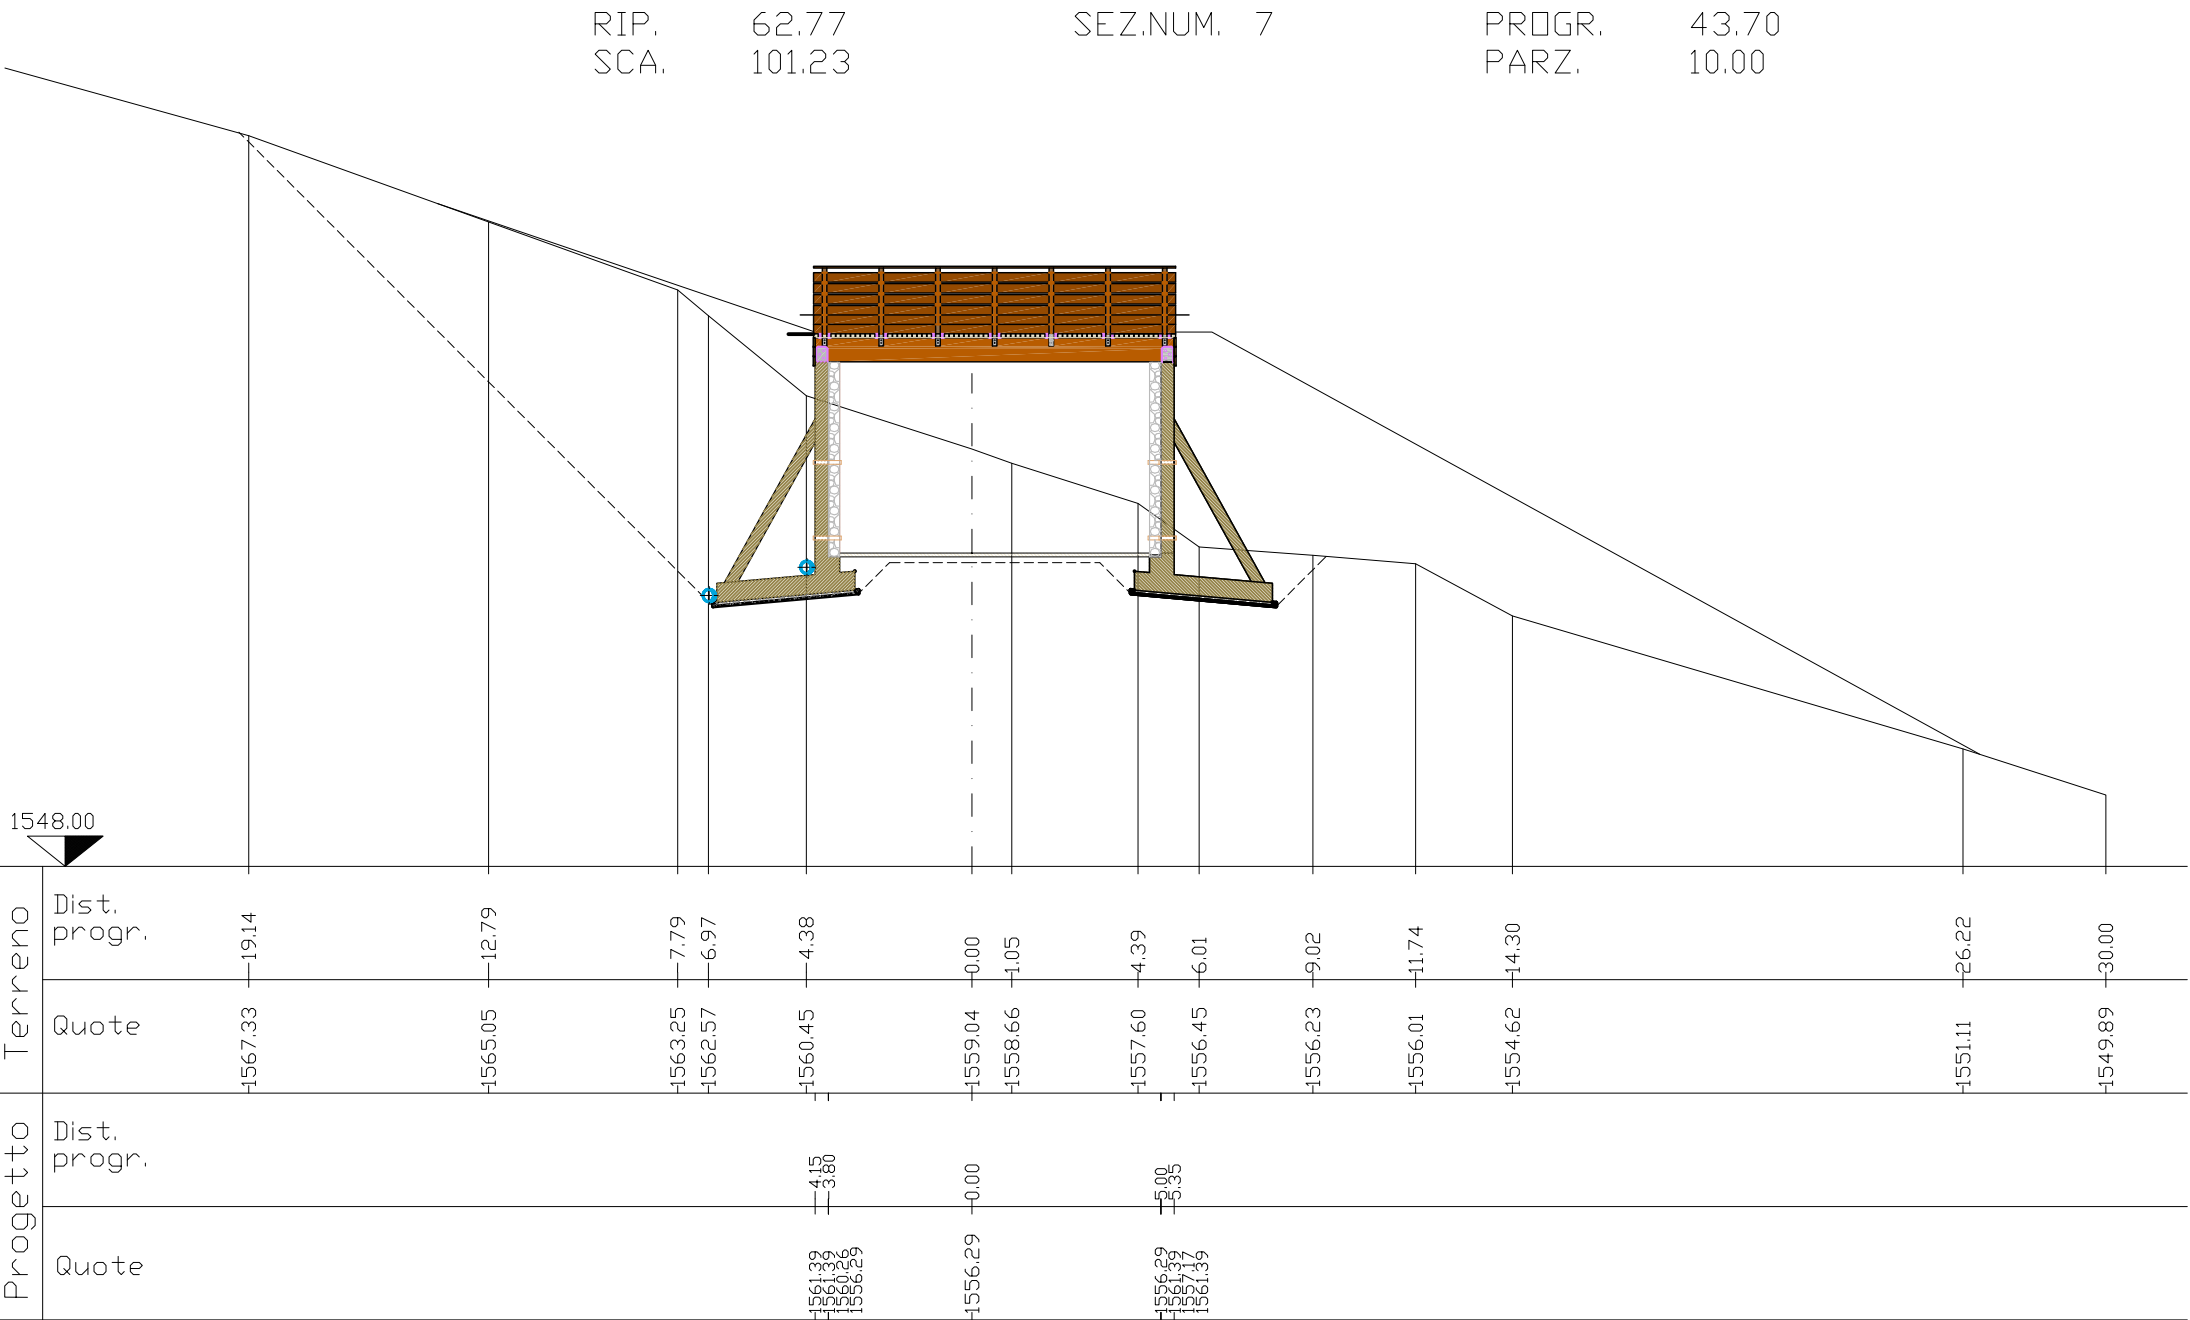 RIP. 62.77 SEZ.NUM. 7 PROGR. 43.70
SCA. 101.23 PARZ. 10.00
1548.00
Terreno
Dist.
progr.
-19.14 -12.79 -7.79 -6.97 -4.38 0.00 1.05 4.39 6.01 9.02 11.74 14.30 26.22 30.00
Quote
1567.33 1565.05 1563.25 1562.57 1560.45 1559.04 1558.66 1557.60 1556.45 1556.23 1556.01 1554.62 1551.11 1549.89
Progetto
Dist.
progr.
-4.15 -3.80 0.00 5.00 5.35
Quote
1561.39 1561.39 1560.26 1556.29 1556.29 1556.29 1561.39 1557.17 1561.39